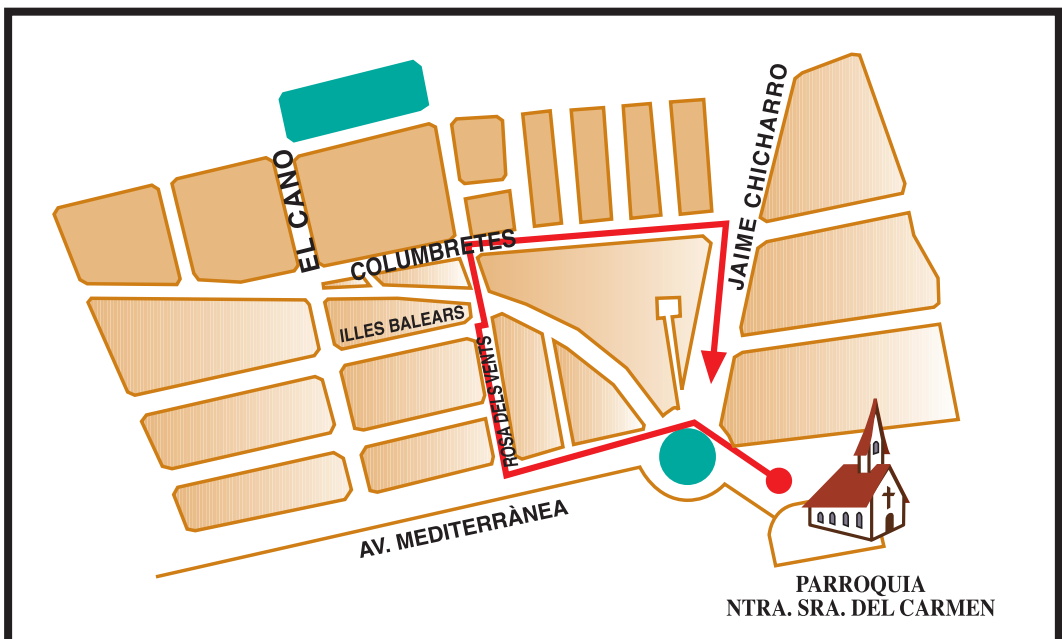 EL CANO
JAIME CHICHARRO
COLUMBRETES
ILLES BALEARS
ROSA DELS VENTS
AV. MEDITERRÀNEA
PARROQUIA
NTRA. SRA. DEL CARMEN